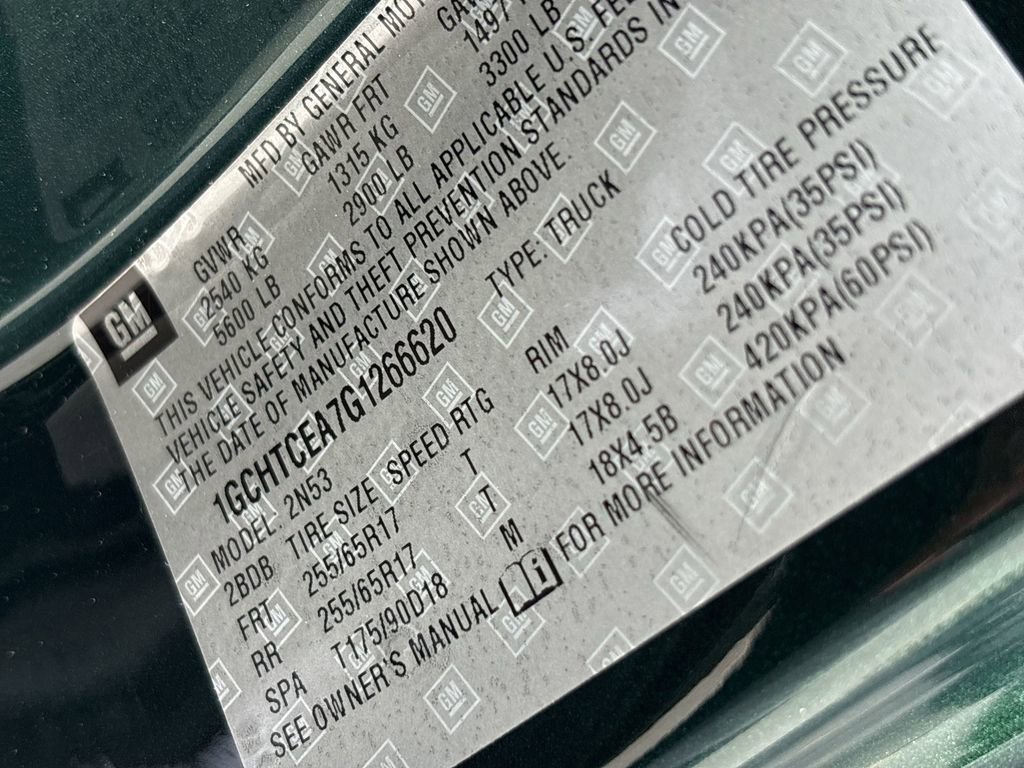 GM
MFD BY GENERAL MOT
GVWR GAWR FRT GAW
2540 KG 1315 KG 1497
5600 LB 2900 LB 3300 LB
THIS VEHICLE CONFORMS TO ALL APPLICABLE U.S. FE
VEHICLE SAFETY AND THEFT PREVENTION STANDARDS IN
THE DATE OF MANUFACTURE SHOWN ABOVE.
1GCHTCEA7G1266620 TYPE: TRUCK
MODEL: 2N53
2BDB TIRE SIZE SPEED RTG RIM COLD TIRE PRESSURE
FRT 255/65R17 T 17X8.0J 240KPA(35PSI)
RR 255/65R17 T 17X8.0J 240KPA(35PSI)
SPA T175/90D18 M 18X4.5B 420KPA(60PSI)
SEE OWNER'S MANUAL i FOR MORE INFORMATION